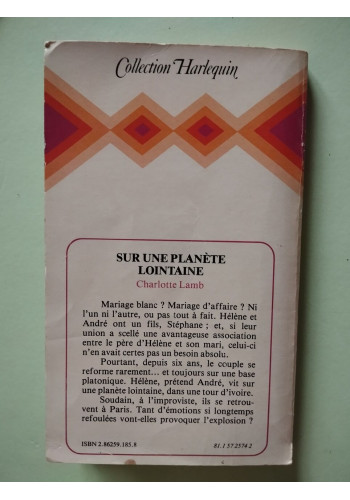 Collection Harlequin
SUR UNE PLANÈTE
LOINTAINE
Charlotte Lamb
Mariage blanc ? Mariage d'affaire ? Ni
l'un ni l'autre, ou pas tout à fait. Hélène et
André ont un fils, Stéphane ; et, si leur
union a scellé une avantageuse association
entre le père d'Hélène et son mari, celui-ci
n'en avait certes pas un besoin absolu.
Pourtant, depuis six ans, le couple se
reforme rarement... et toujours sur une base
platonique. Hélène, prétend André, vit sur
une planète lointaine, dans une tour d'ivoire.
Soudain, à l'improviste, ils se retrou-
vent à Paris. Tant d'émotions si longtemps
refoulées vont-elles provoquer l'explosion ?
ISBN 2.86259.185.9
81.1.57.2574 2